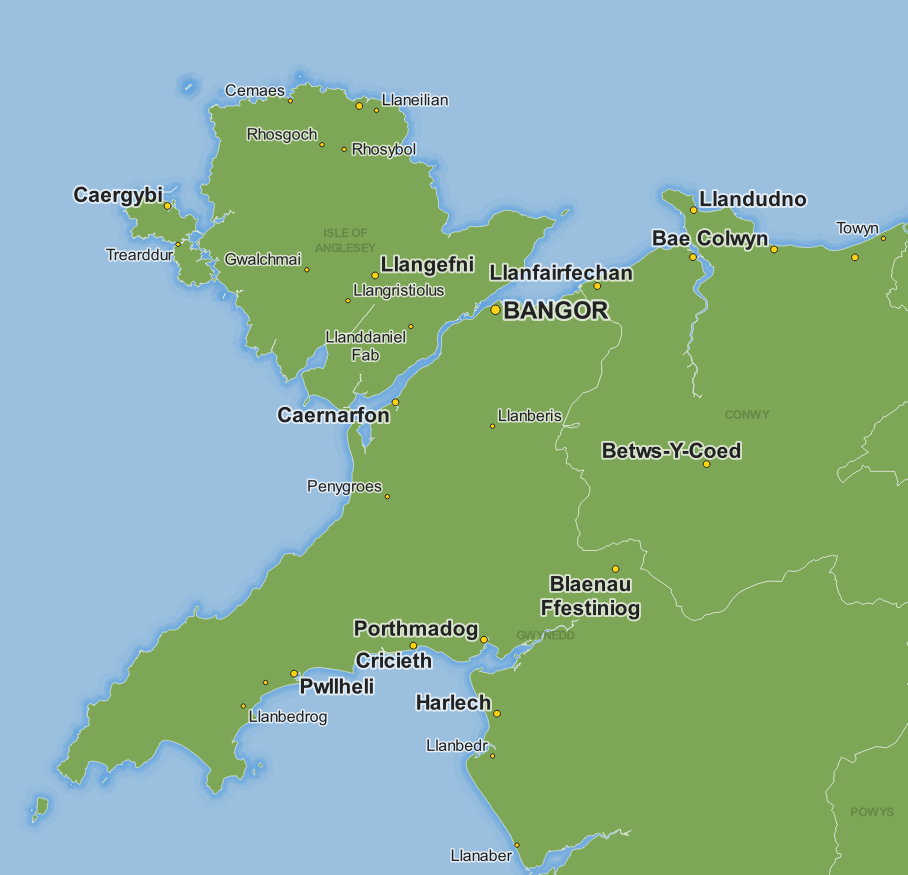 Cemaes
Llaneilian
Rhosgoch
Rhosybol
Caergybi
Llandudno
Towyn
ISLE OF
ANGLESEY
Bae Colwyn
Trearddur
Gwalchmai
Llangefni
Llanfairfechan
Llangristiolus
BANGOR
Llanddaniel
Fab
Caernarfon
Llanberis
CONWY
Betws-Y-Coed
Penygroes
Blaenau
Ffestiniog
Porthmadog
GWYNEDD
Cricieth
Pwllheli
Harlech
Llanbedrog
Llanbedr
POWYS
Llanaber